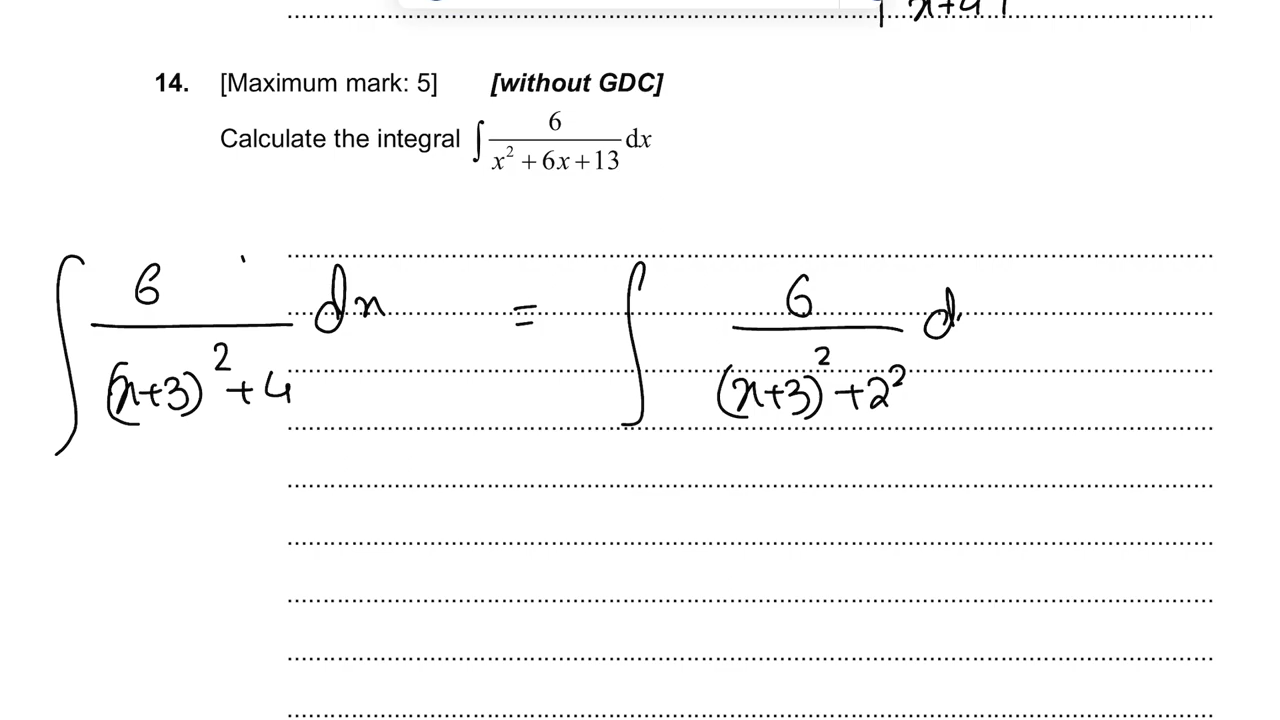 x+4
14. [Maximum mark: 5] [without GDC]
Calculate the integral ∫ 6/(x² + 6x + 13) dx
∫ 6/((x+3)² + 4) dx = ∫ 6/((x+3)² + 2²) d